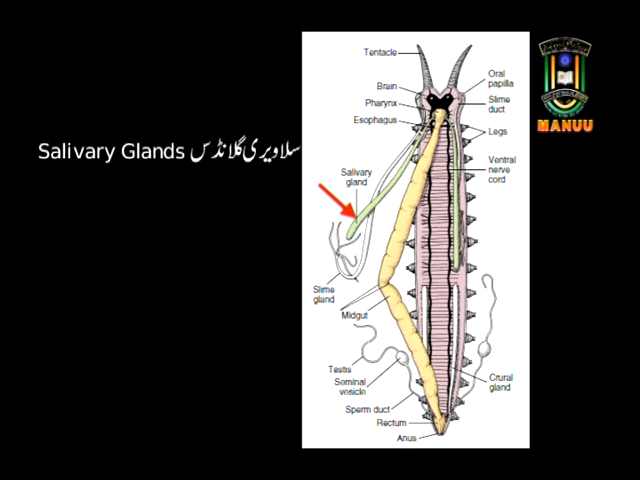 Salivary Glands سلاویری گلانڈس
Tentacle
Brain
Pharynx
Esophagus
Salivary
gland
Slime
gland
Midgut
Testis
Seminal
vesicle
Sperm duct
Rectum
Anus
Oral
papilla
Slime
duct
Legs
Ventral
nerve
cord
Crural
gland
MANUU